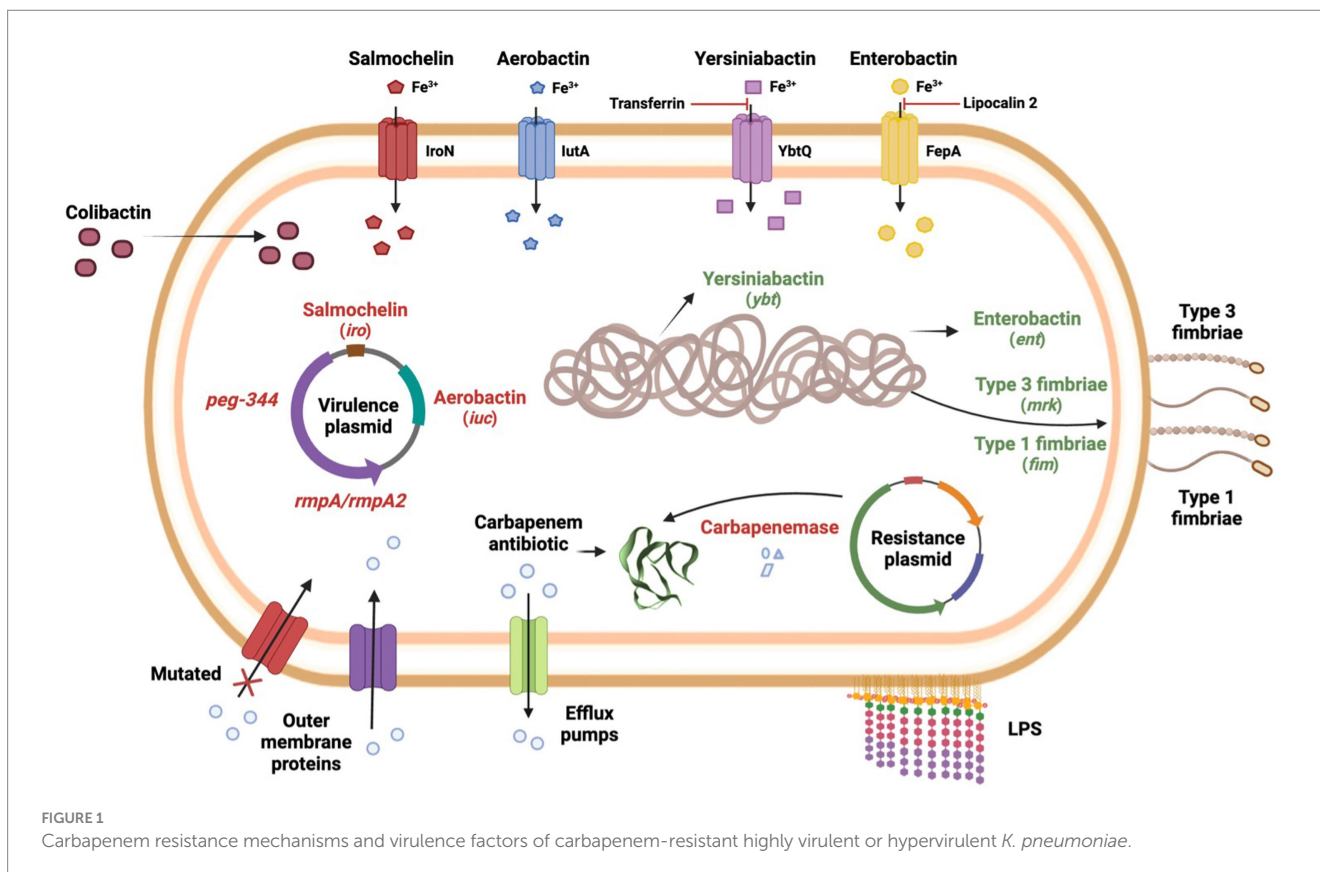 Salmochelin
Aerobactin
Yersiniabactin
Enterobactin
Fe³⁺
Fe³⁺
Fe³⁺
Fe³⁺
Transferrin
Lipocalin 2
IroN
IutA
YbtQ
FepA
Colibactin
Yersiniabactin
(ybt)
Salmochelin
(iro)
Enterobactin
(ent)
Type 3
fimbriae
peg-344
Virulence
plasmid
Aerobactin
(iuc)
Type 3 fimbriae
(mrk)
Type 1 fimbriae
(fim)
rmpA/rmpA2
Type 1
fimbriae
Carbapenem
antibiotic
Carbapenemase
Resistance
plasmid
Mutated
Outer
membrane
proteins
Efflux
pumps
LPS
FIGURE 1
Carbapenem resistance mechanisms and virulence factors of carbapenem-resistant highly virulent or hypervirulent K. pneumoniae.